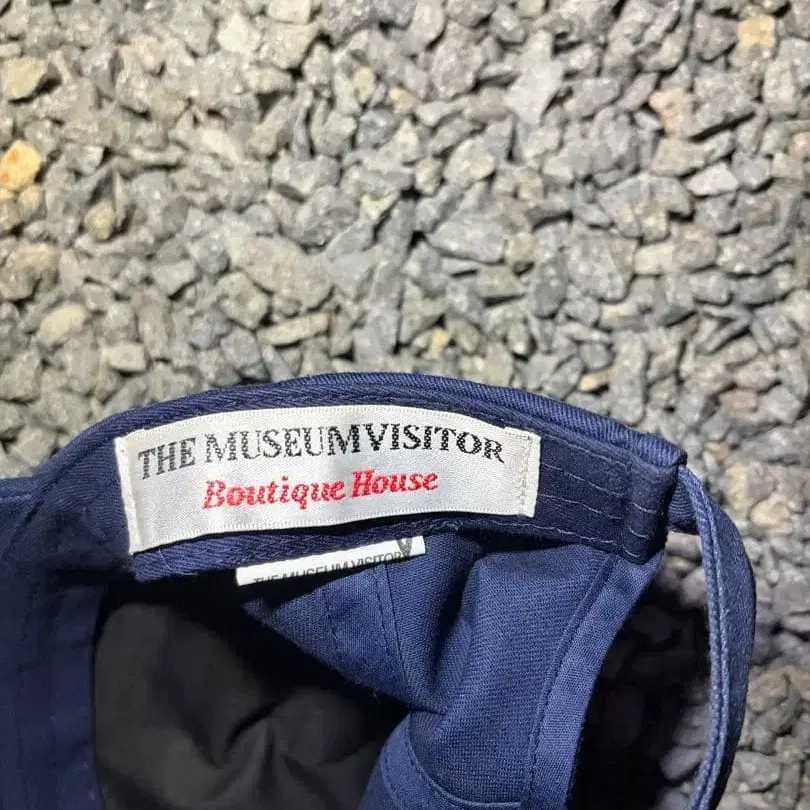 THE MUSEUMVISITOR
Boutique House
THE MUSEUM VISITOR